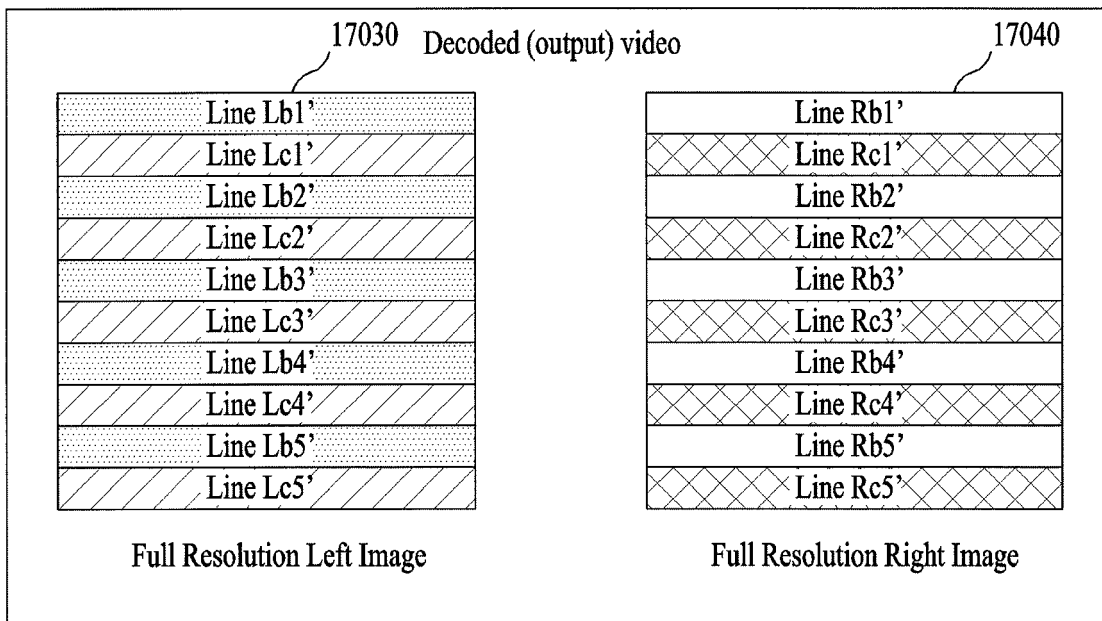 17030
Decoded (output) video
17040
Line Lb1’
Line Lc1’
Line Lb2’
Line Lc2’
Line Lb3’
Line Lc3’
Line Lb4’
Line Lc4’
Line Lb5’
Line Lc5’
Full Resolution Left Image
Line Rb1’
Line Rc1’
Line Rb2’
Line Rc2’
Line Rb3’
Line Rc3’
Line Rb4’
Line Rc4’
Line Rb5’
Line Rc5’
Full Resolution Right Image